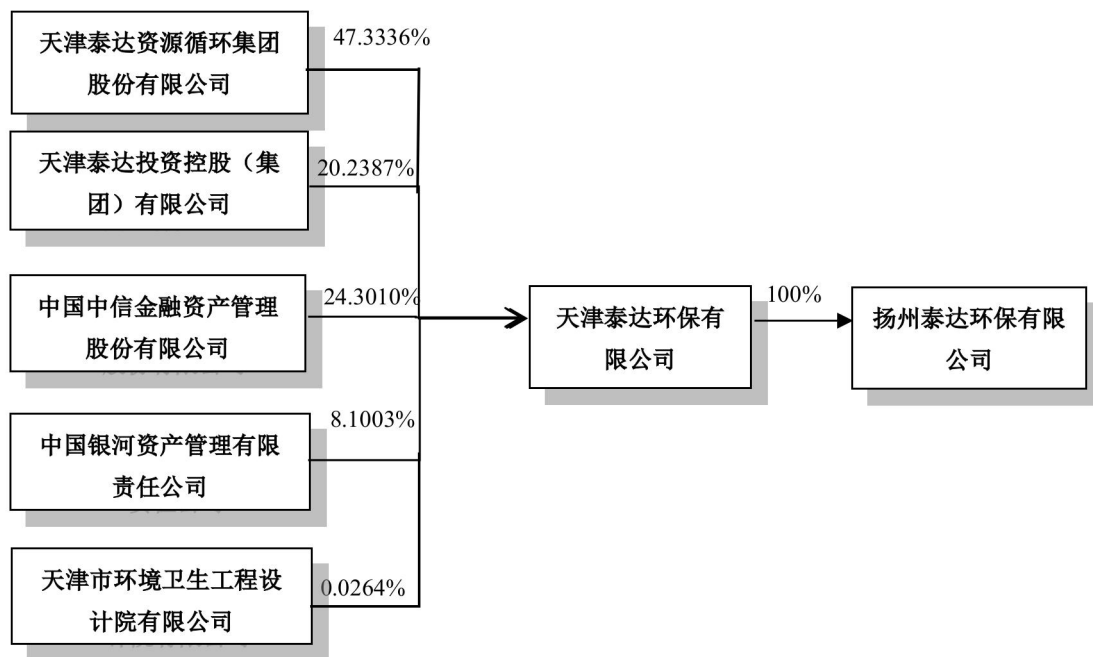 天津泰达资源循环集团
股份有限公司
47.3336%
天津泰达投资控股（集
团）有限公司
20.2387%
中国中信金融资产管理
股份有限公司
24.3010%
中国银河资产管理有限
责任公司
8.1003%
天津市环境卫生工程设
计院有限公司
0.0264%
天津泰达环保有
限公司
100%
扬州泰达环保有限
公司